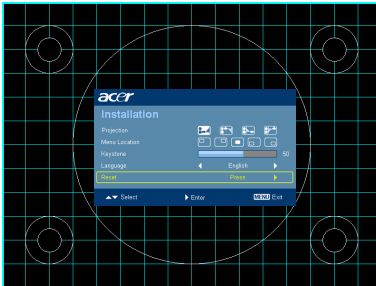 acer
Installation
Projection
Menu Location
Keystone 50
Language English
Reset Press
Select Enter MENU Exit